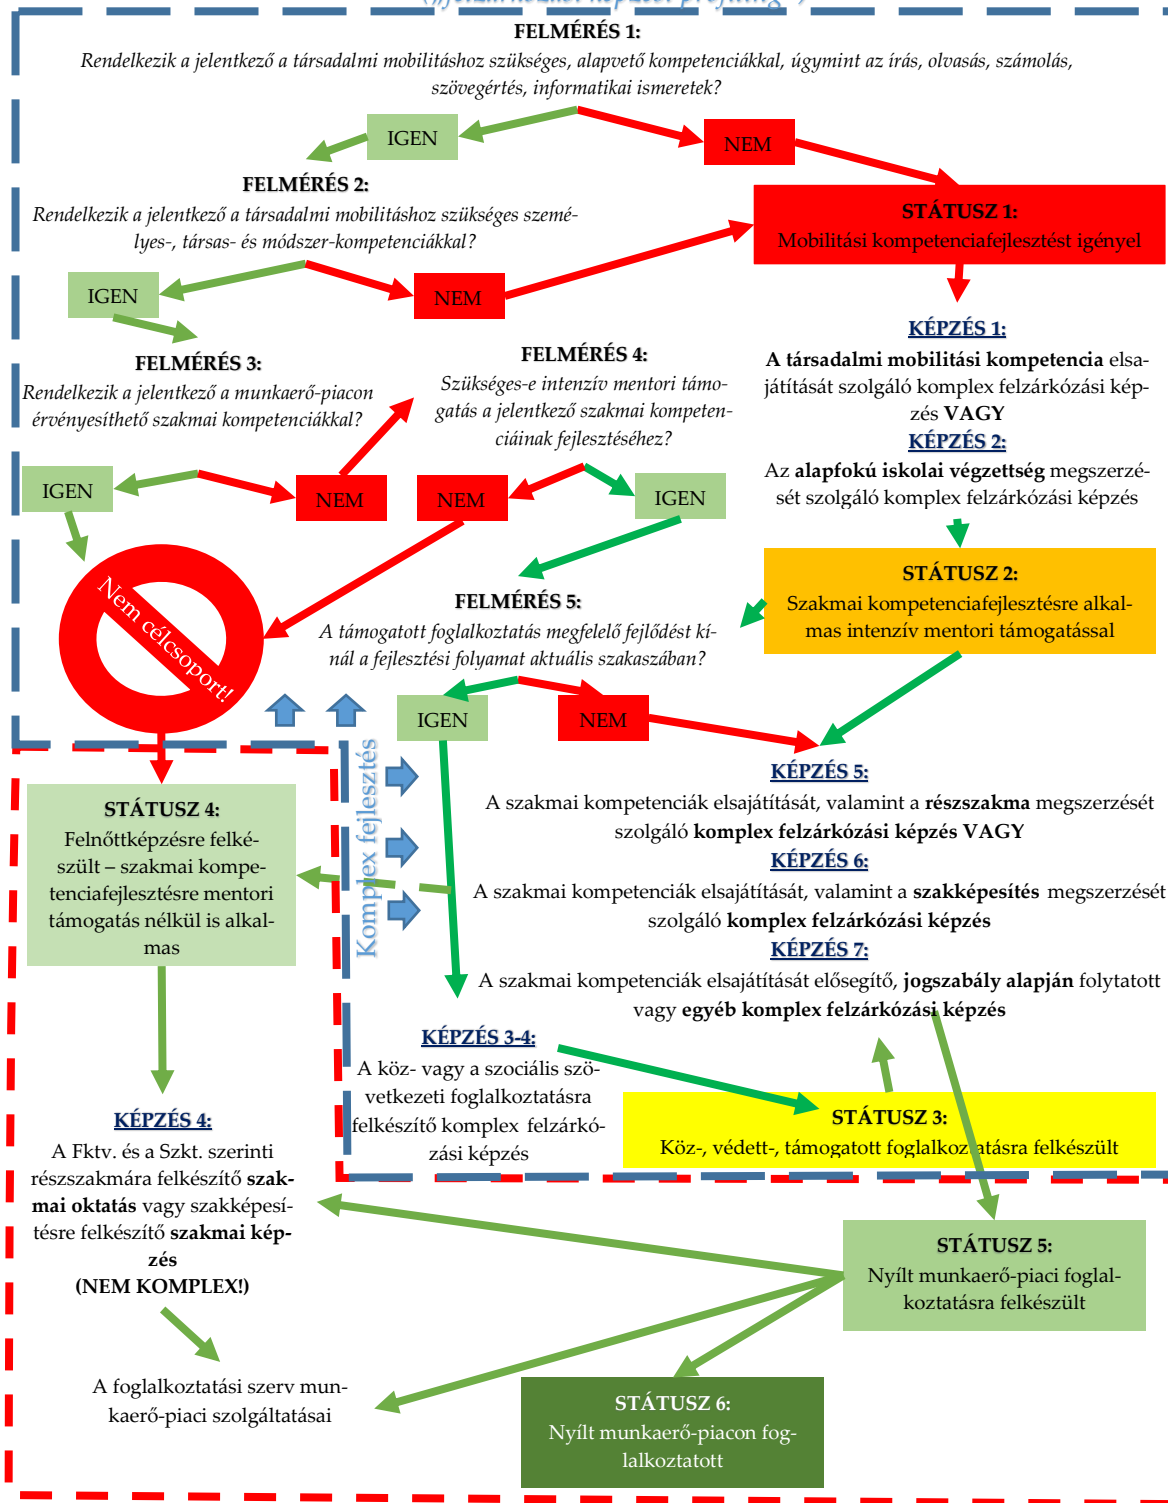 („felzárkózási képzési profiling")
FELMÉRÉS 1:
Rendelkezik a jelentkező a társadalmi mobilitáshoz szükséges, alapvető kompetenciákkal, úgymint az írás, olvasás, számolás,
szövegértés, informatikai ismeretek?
IGEN
NEM
FELMÉRÉS 2:
Rendelkezik a jelentkező a társadalmi mobilitáshoz szükséges szemé-
lyes-, társas- és módszer-kompetenciákkal?
STÁTUSZ 1:
Mobilitási kompetenciafejlesztést igényel
IGEN
NEM
KÉPZÉS 1:
A társadalmi mobilitási kompetencia elsa-
játítását szolgáló komplex felzárkózási kép-
zés VAGY
KÉPZÉS 2:
Az alapfokú iskolai végzettség megszerzé-
sét szolgáló komplex felzárkózási képzés
FELMÉRÉS 3:
Rendelkezik a jelentkező a munkaerő-piacon
érvényesíthető szakmai kompetenciákkal?
FELMÉRÉS 4:
Szükséges-e intenzív mentori támo-
gatás a jelentkező szakmai kompeten-
ciáinak fejlesztéséhez?
IGEN
NEM
NEM
IGEN
Nem célcsoport!
STÁTUSZ 2:
Szakmai kompetenciafejlesztésre alkal-
mas intenzív mentori támogatással
FELMÉRÉS 5:
A támogatott foglalkoztatás megfelelő fejlődést kí-
nál a fejlesztési folyamat aktuális szakaszában?
IGEN
NEM
Komplex fejlesztés
KÉPZÉS 5:
A szakmai kompetenciák elsajátítását, valamint a részszakma megszerzését
szolgáló komplex felzárkózási képzés VAGY
KÉPZÉS 6:
A szakmai kompetenciák elsajátítását, valamint a szakképesítés megszerzését
szolgáló komplex felzárkózási képzés
KÉPZÉS 7:
A szakmai kompetenciák elsajátítását elősegítő, jogszabály alapján folytatott
vagy egyéb komplex felzárkózási képzés
STÁTUSZ 4:
Felnőttképzésre felké-
szült – szakmai kompe-
tenciafejlesztésre mentori
támogatás nélkül is alkal-
mas
KÉPZÉS 3-4:
A köz- vagy a szociális szö-
vetkezeti foglalkoztatásra
felkészítő komplex felzárkó-
zási képzés
STÁTUSZ 3:
Köz-, védett-, támogatott foglalkoztatásra felkészült
KÉPZÉS 4:
A Fktv. és a Szkt. szerinti
részszakmára felkészítő szak-
mai oktatás vagy szakképesí-
tésre felkészítő szakmai kép-
zés
(NEM KOMPLEX!)
STÁTUSZ 5:
Nyílt munkaerő-piaci foglal-
koztatásra felkészült
A foglalkoztatási szerv mun-
kaerő-piaci szolgáltatásai
STÁTUSZ 6:
Nyílt munkaerő-piacon fog-
lalkoztatott